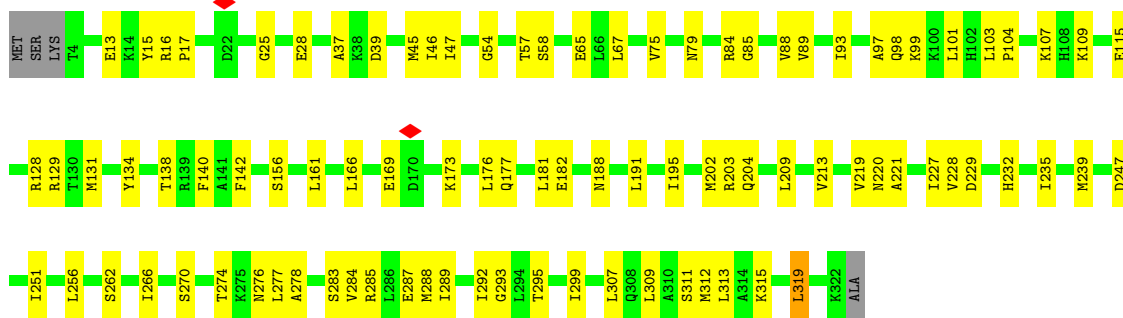 MET SER LYS T4 E13 K14 Y15 R16 P17 D22 G25 E28 A37 K38 D39 M45 I46 I47 G54 T57 S58 E65 L66 L67 V75 N79 R84 G85 V88 V89 I93 A97 Q98 K99 K100 L101 H102 L103 P104 K107 H108 K109 E115
R128 R129 T130 M131 Y134 T138 R139 F140 A141 F142 S156 L161 L166 E169 D170 K173 L176 Q177 L181 E182 N188 L191 I195 M202 R203 Q204 L209 V213 V219 N220 A221 I227 V228 D229 H232 I235 M239 D247
I251 L256 S262 I266 S270 T274 K275 N276 L277 A278 S283 V284 R285 L286 E287 M288 I289 I292 G293 L294 T295 I299 L307 Q308 L309 A310 S311 M312 L313 A314 K315 L319 K322 ALA